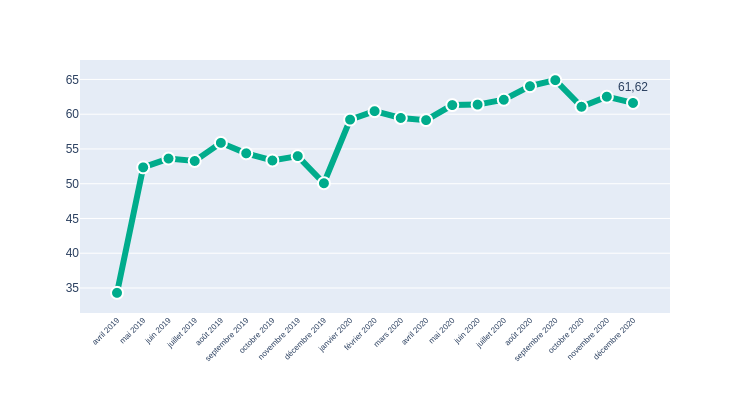 65
61,62
60
55
50
45
40
35
avril 2019
mai 2019
juin 2019
juillet 2019
août 2019
septembre 2019
octobre 2019
novembre 2019
décembre 2019
janvier 2020
février 2020
mars 2020
avril 2020
mai 2020
juin 2020
juillet 2020
août 2020
septembre 2020
octobre 2020
novembre 2020
décembre 2020